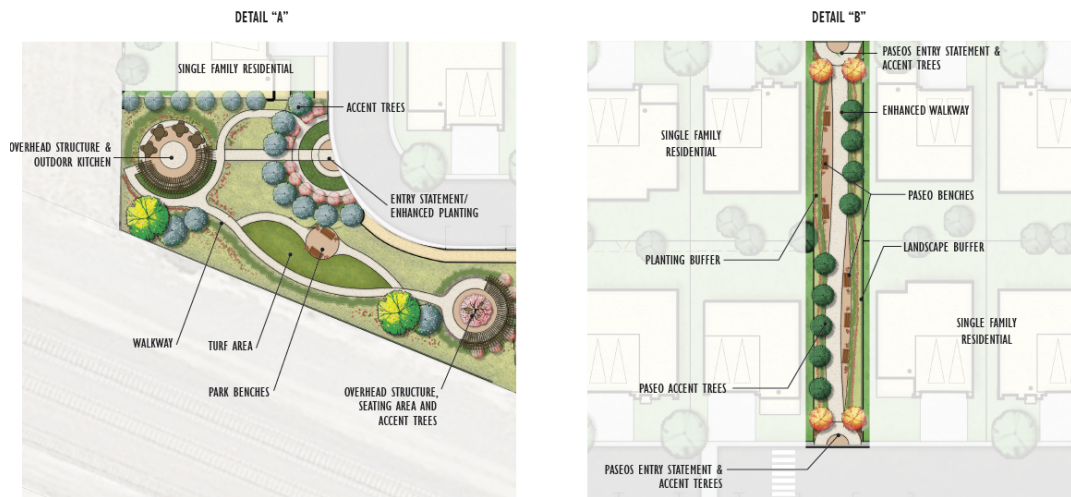 DETAIL “A”
SINGLE FAMILY RESIDENTIAL
ACCENT TREES
OVERHEAD STRUCTURE &
OUTDORR KITCHEN
ENTRY STATEMENT/
ENHANCED PLANTING
WALKWAY
TURF AREA
PARK BENCHES
OVERHEAD STRUCTURE,
SEATING AREA AND
ACCENT TREES
DETAIL “B”
PASEOS ENTRY STATEMENT &
ACCENT TREES
ENHANCED WALKWAY
SINGLE FAMILY
RESIDENTIAL
PASEO BENCHES
LANDSCAPE BUFFER
PLANTING BUFFER
SINGLE FAMILY
RESIDENTIAL
PASEO ACCENT TREES
PASEOS ENTRY STATEMENT &
ACCENT TEREES